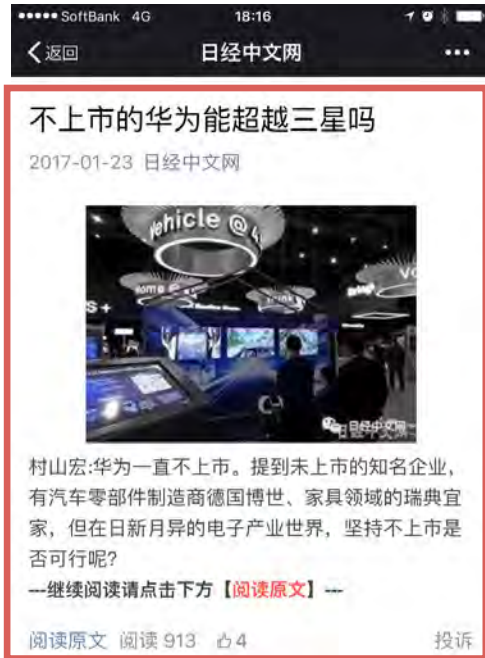 SoftBank 4G 18:16
返回 日经中文网
不上市的华为能超越三星吗
2017-01-23 日经中文网
Vehicle @
日经中文网
村山宏:华为一直不上市。提到未上市的知名企业,
有汽车零部件制造商德国博世、家具领域的瑞典宜
家，但在日新月异的电子产业世界，坚持不上市是
否可行呢?
---继续阅读请点击下方【阅读原文】---
阅读原文 阅读 913 4 投诉